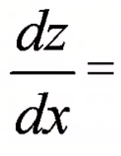 dz/dx =